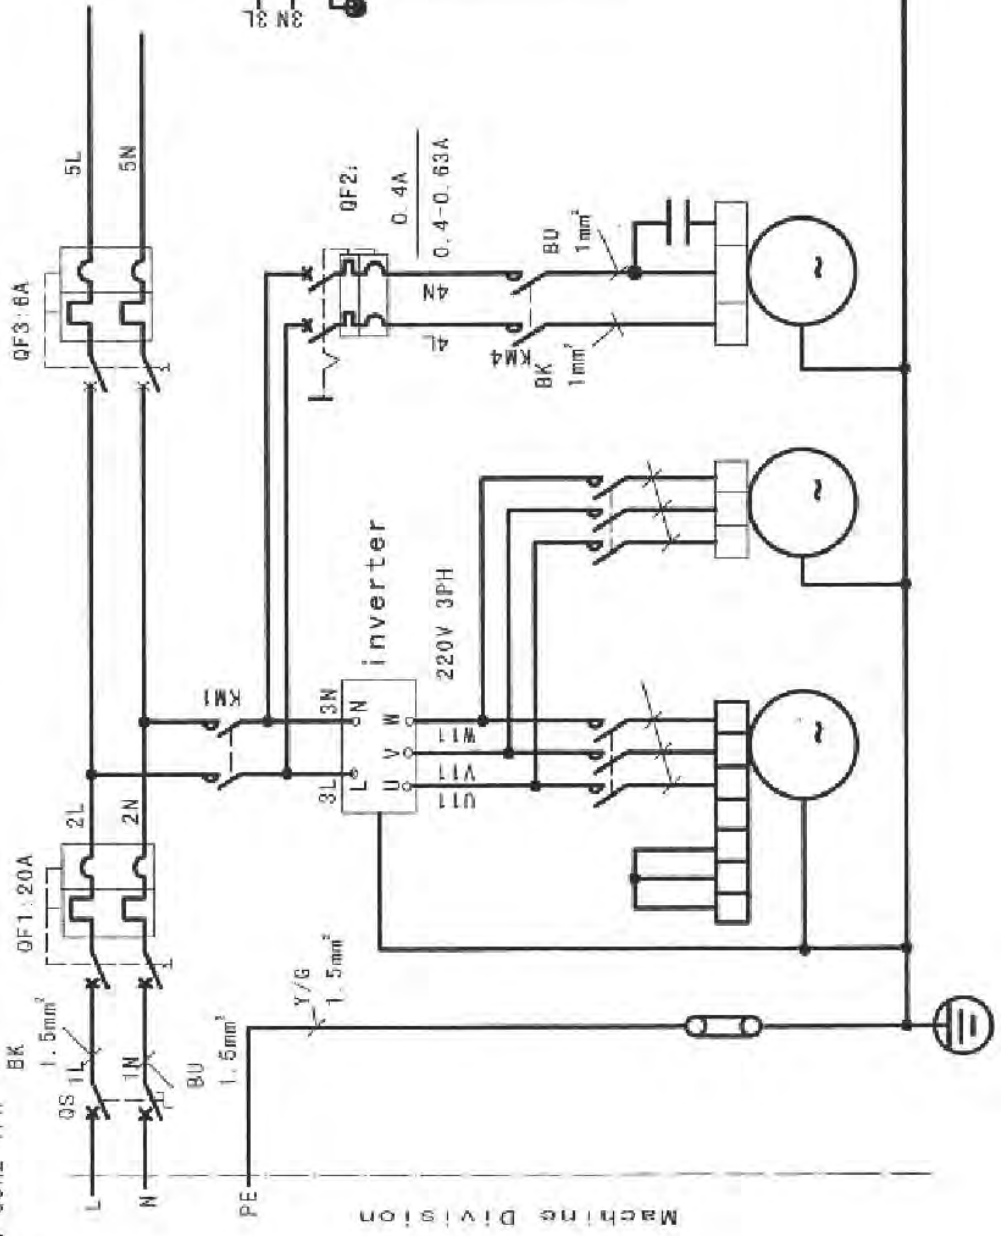 3N 3L
5L
5N
QF3:6A
QF2:
0.4A
0.4-0.63A
4N
4L
BU
1mm²
KM4
BK
1mm²
~
inverter
220V 3PH
~
KM1
3N
3L
N
L
W
V
U
W11
V11
U11
~
2L
2N
QF1:20A
BK
1.5mm²
QS
1L
1N
BU
1.5mm²
Y/G
1.5mm²
L
N
PE
Machine Division